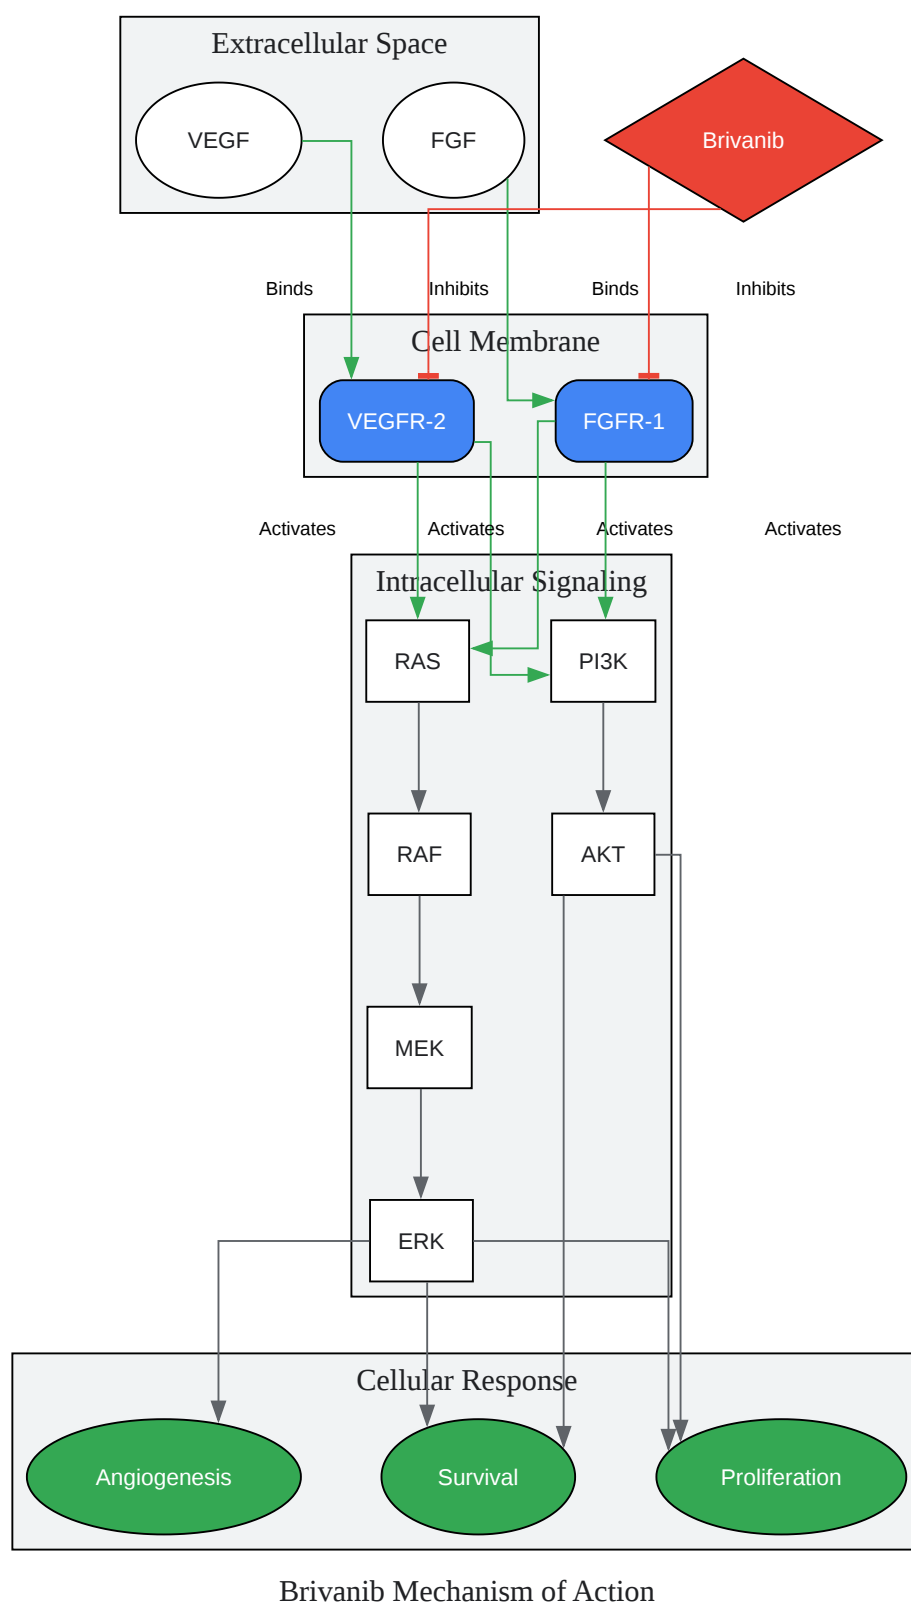 Extracellular Space
VEGF
FGF
Brivanib
Binds
Inhibits
Binds
Inhibits
Cell Membrane
VEGFR-2
FGFR-1
Activates
Activates
Activates
Activates
Intracellular Signaling
RAS
PI3K
RAF
AKT
MEK
ERK
Cellular Response
Angiogenesis
Survival
Proliferation
Brivanib Mechanism of Action